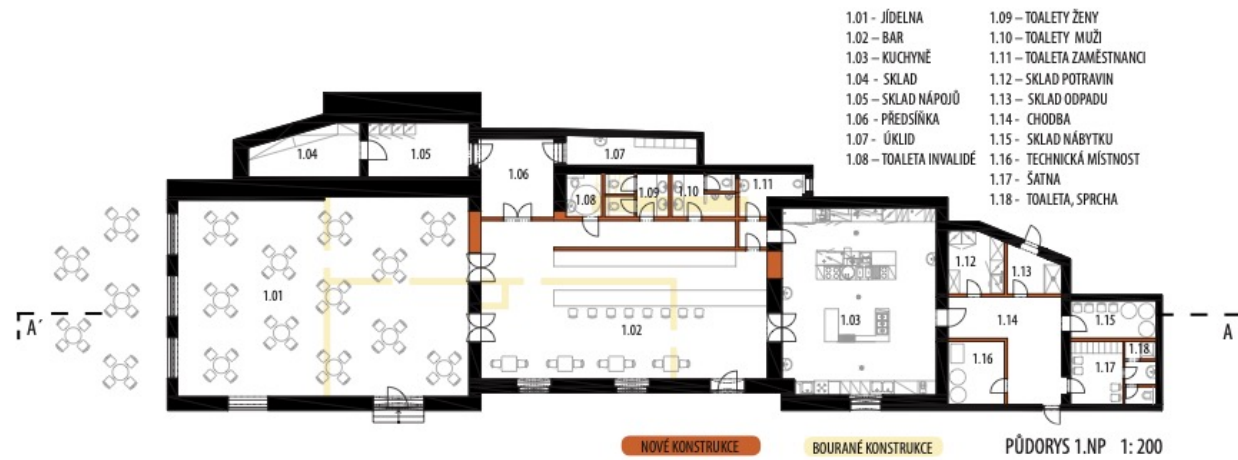 1.01 - JÍDELNA
1.02 – BAR
1.03 – KUCHYNĚ
1.04 - SKLAD
1.05 – SKLAD NÁPOJŮ
1.06 - PŘEDSÍŇKA
1.07 - ÚKLID
1.08 – TOALETA INVALIDÉ
1.09 – TOALETY ŽENY
1.10 – TOALETY MUŽI
1.11 – TOALETA ZAMĚSTNANCI
1.12 – SKLAD POTRAVIN
1.13 – SKLAD ODPADU
1.14 - CHODBA
1.15 - SKLAD NÁBYTKU
1.16 - TECHNICKÁ MÍSTNOST
1.17 - ŠATNA
1.18 - TOALETA, SPRCHA
1.04
1.05
1.06
1.07
1.08
1.09
1.10
1.11
1.12
1.13
1.01
1.02
1.03
1.14
1.15
1.16
1.17
1.18
A´
A
NOVÉ KONSTRUKCE
BOURANÉ KONSTRUKCE
PŮDORYS 1.NP 1: 200